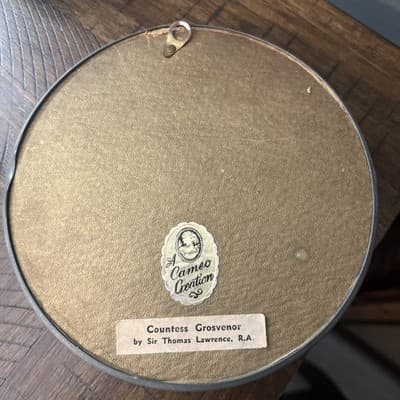 A
Cameo
Creation
Countess Grosvenor
by Sir Thomas Lawrence, R.A.